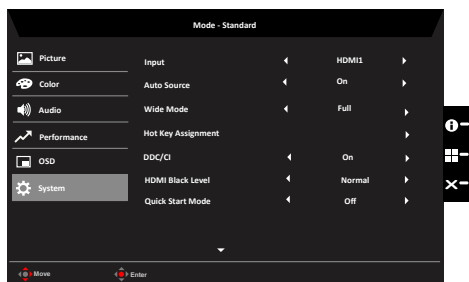 Mode - Standard
Picture
Color
Audio
Performance
OSD
System
Input HDMI1
Auto Source On
Wide Mode Full
Hot Key Assignment
DDC/CI On
HDMI Black Level Normal
Quick Start Mode Off
Move Enter